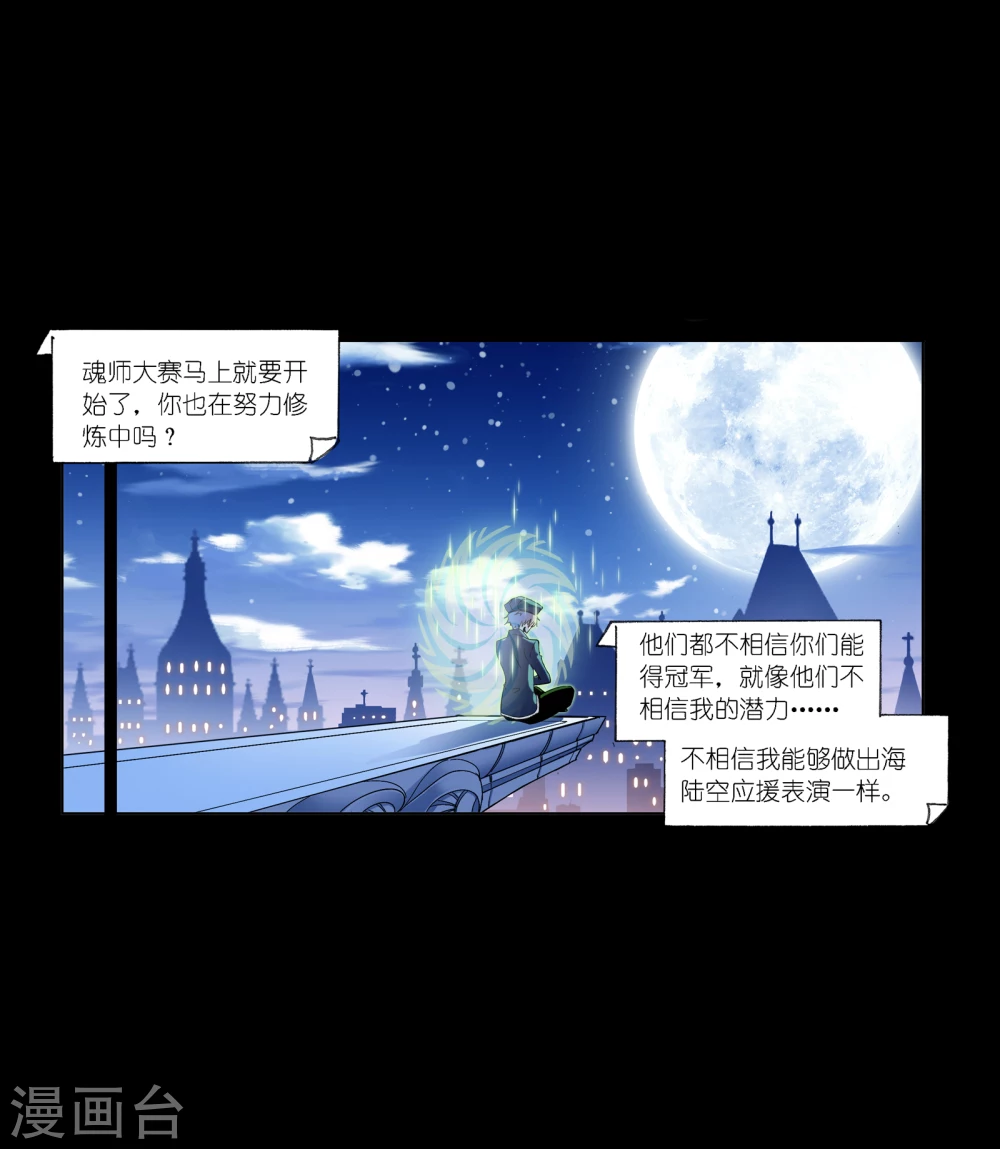 魂师大赛马上就要开
始了，你也在努力修
炼中吗？
他们都不相信你们能
得冠军，就像他们不
相信我的潜力……
不相信我能够做出海
陆空应援表演一样。
漫画台